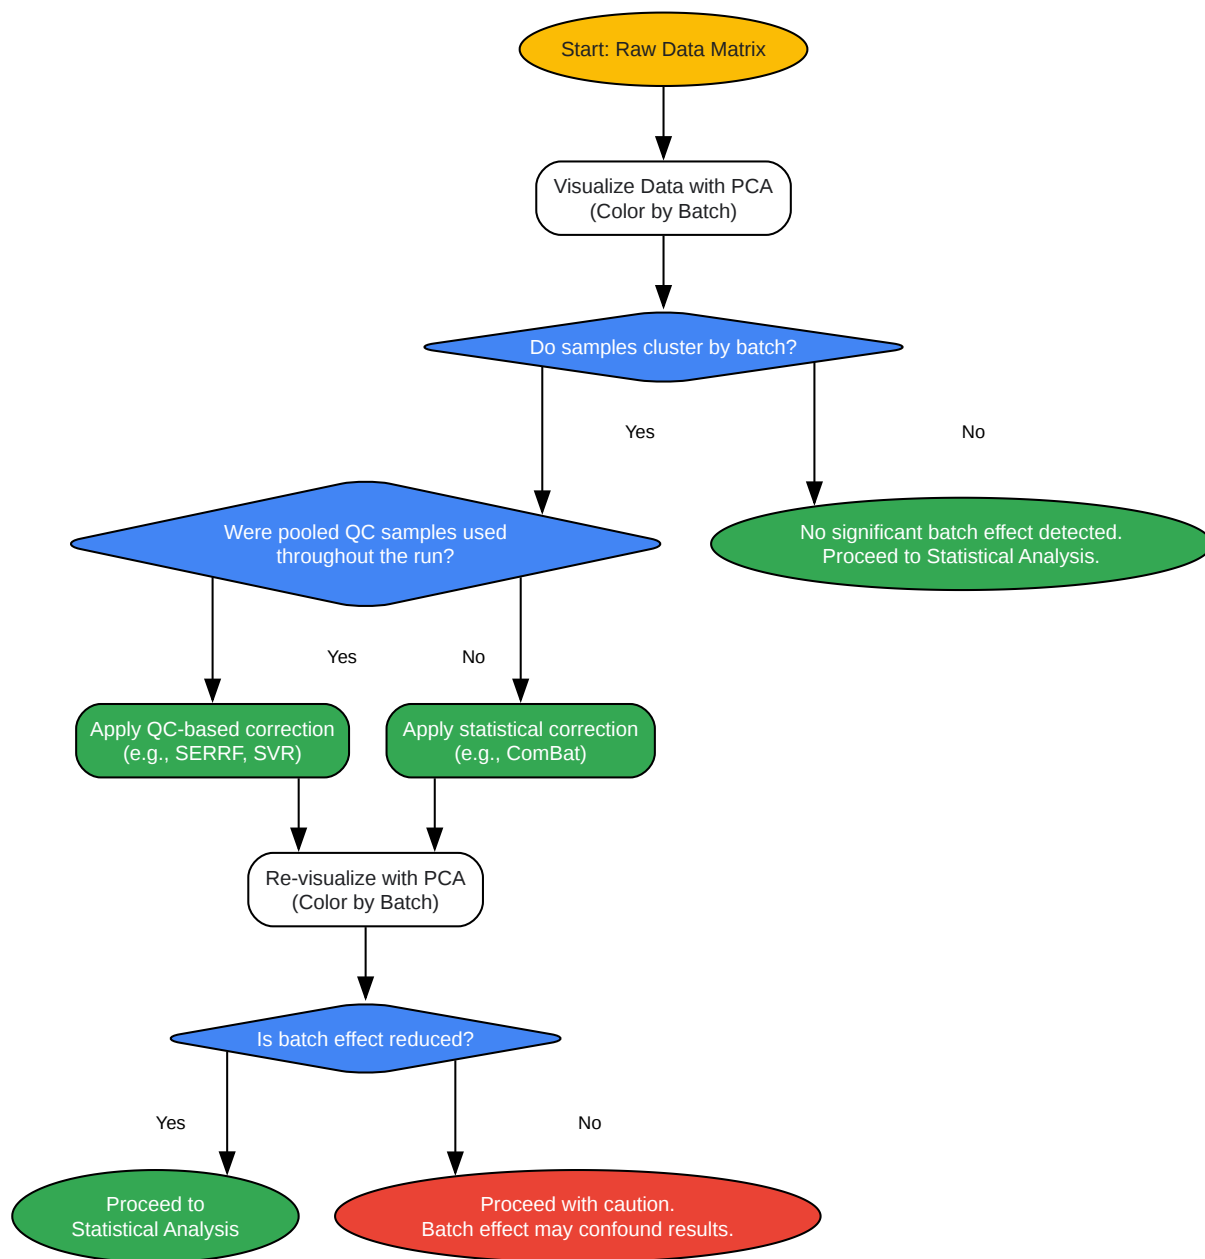 Start: Raw Data Matrix
Visualize Data with PCA
(Color by Batch)
Do samples cluster by batch?
Yes
No
Were pooled QC samples used
throughout the run?
No significant batch effect detected.
Proceed to Statistical Analysis.
Yes
No
Apply QC-based correction
(e.g., SERRF, SVR)
Apply statistical correction
(e.g., ComBat)
Re-visualize with PCA
(Color by Batch)
Is batch effect reduced?
Yes
No
Proceed to
Statistical Analysis
Proceed with caution.
Batch effect may confound results.